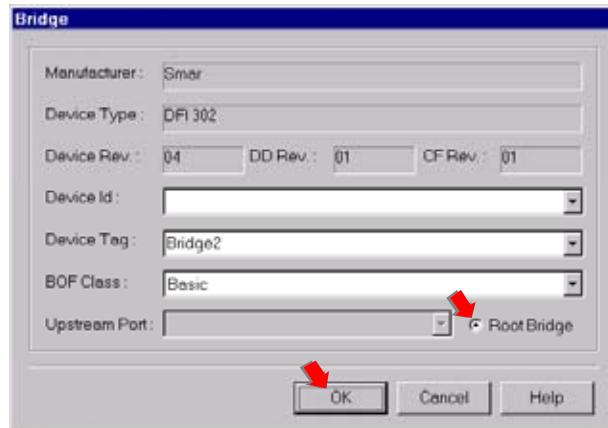 Bridge
Manufacturer : Smar
Device Type : DFI 302
Device Rev. : 04 DD Rev. : 01 CF Rev. : 01
Device Id :
Device Tag : Bridge2
BOF Class : Basic
Upstream Port : Root Bridge
OK Cancel Help